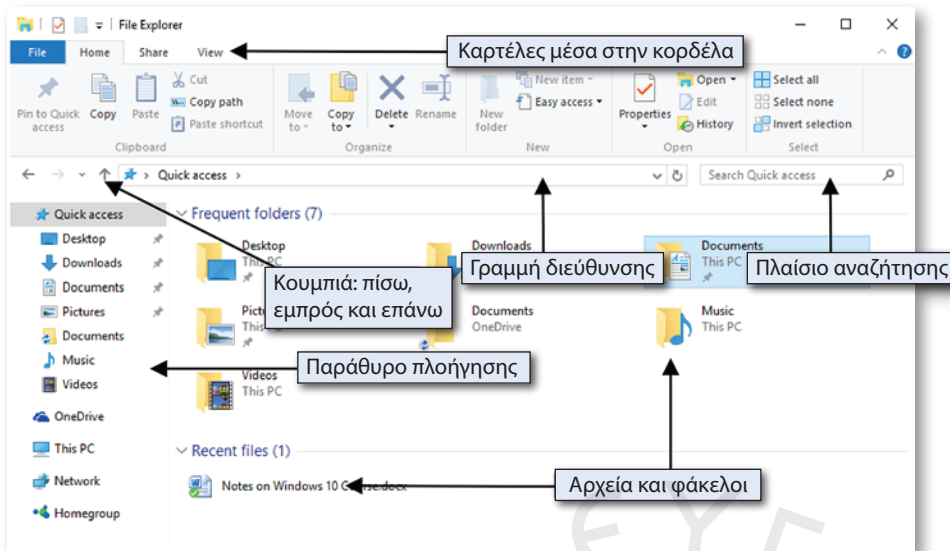 File Explorer
File Home Share View
Καρτέλες μέσα στην κορδέλα
Pin to Quick access
Copy
Paste
Cut
Copy path
Paste shortcut
Move to
Copy to
Delete
Rename
New folder
New item
Easy access
Properties
Open
Edit
History
Select all
Select none
Invert selection
Clipboard Organize New Open Select
Quick access
Search Quick access
Quick access
Desktop
Downloads
Documents
Pictures
Documents
Music
Videos
OneDrive
This PC
Network
Homegroup
Frequent folders (7)
Desktop
This PC
Downloads
Documents
This PC
Κουμπιά: πίσω,
εμπρός και επάνω
Γραμμή διεύθυνσης
Πλαίσιο αναζήτησης
Documents
OneDrive
Music
This PC
Παράθυρο πλοήγησης
Videos
This PC
Recent files (1)
Notes on Windows 10 Course.docx
Αρχεία και φάκελοι